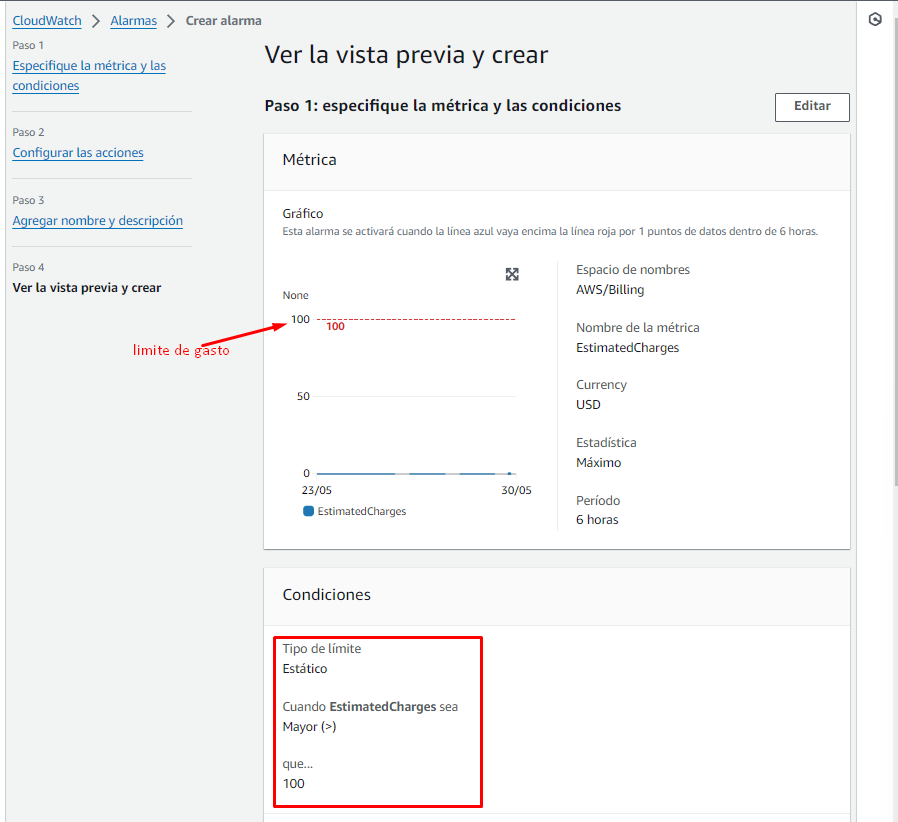 CloudWatch > Alarmas > Crear alarma
Paso 1
Especifique la métrica y las
condiciones
Paso 2
Configurar las acciones
Paso 3
Agregar nombre y descripción
Paso 4
Ver la vista previa y crear
Ver la vista previa y crear
Paso 1: especifique la métrica y las condiciones
Editar
Métrica
Gráfico
Esta alarma se activará cuando la línea azul vaya encima la línea roja por 1 puntos de datos dentro de 6 horas.
None
100
100
limite de gasto
50
0
23/05
30/05
EstimatedCharges
Espacio de nombres
AWS/Billing
Nombre de la métrica
EstimatedCharges
Currency
USD
Estadística
Máximo
Período
6 horas
Condiciones
Tipo de límite
Estático
Cuando EstimatedCharges sea
Mayor (>)
que...
100